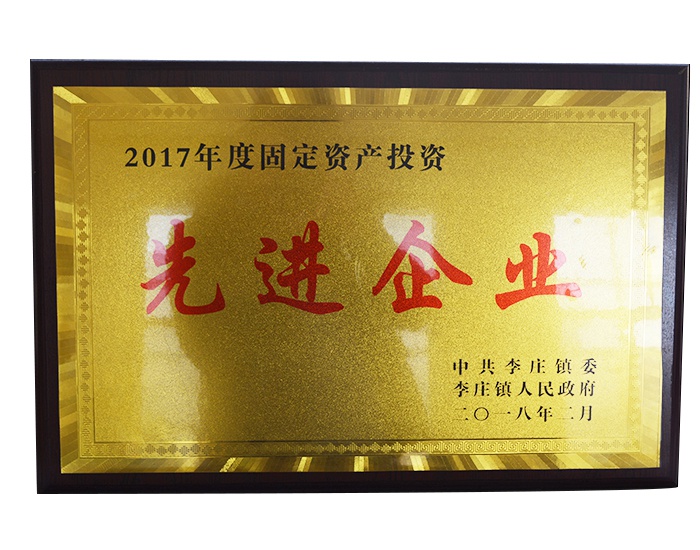 2017年度固定资产投资
先进企业
中共李庄镇委
李庄镇人民政府
二〇一八年二月